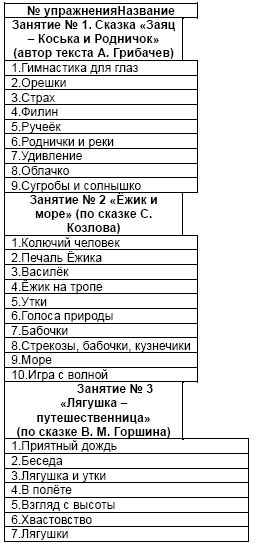 № упражненияНазвание
Занятие № 1. Сказка «Заяц
– Коська и Родничок»
(автор текста А. Грибачев)
1.Гимнастика для глаз
2.Орешки
3.Страх
4.Филин
5.Ручеёк
6.Роднички и реки
7.Удивление
8.Облачко
9.Сугробы и солнышко
Занятие № 2 «Ёжик и
море» (по сказке С.
Козлова)
1.Колючий человек
2.Печаль Ёжика
3.Василёк
4.Ёжик на тропе
5.Утки
6.Голоса природы
7.Бабочки
8.Стрекозы, бабочки, кузнечики
9.Море
10.Игра с волной
Занятие № 3
«Лягушка –
путешественница»
(по сказке В. М. Горшина)
1.Приятный дождь
2.Беседа
3.Лягушка и утки
4.В полёте
5.Взгляд с высоты
6.Хвастовство
7.Лягушки